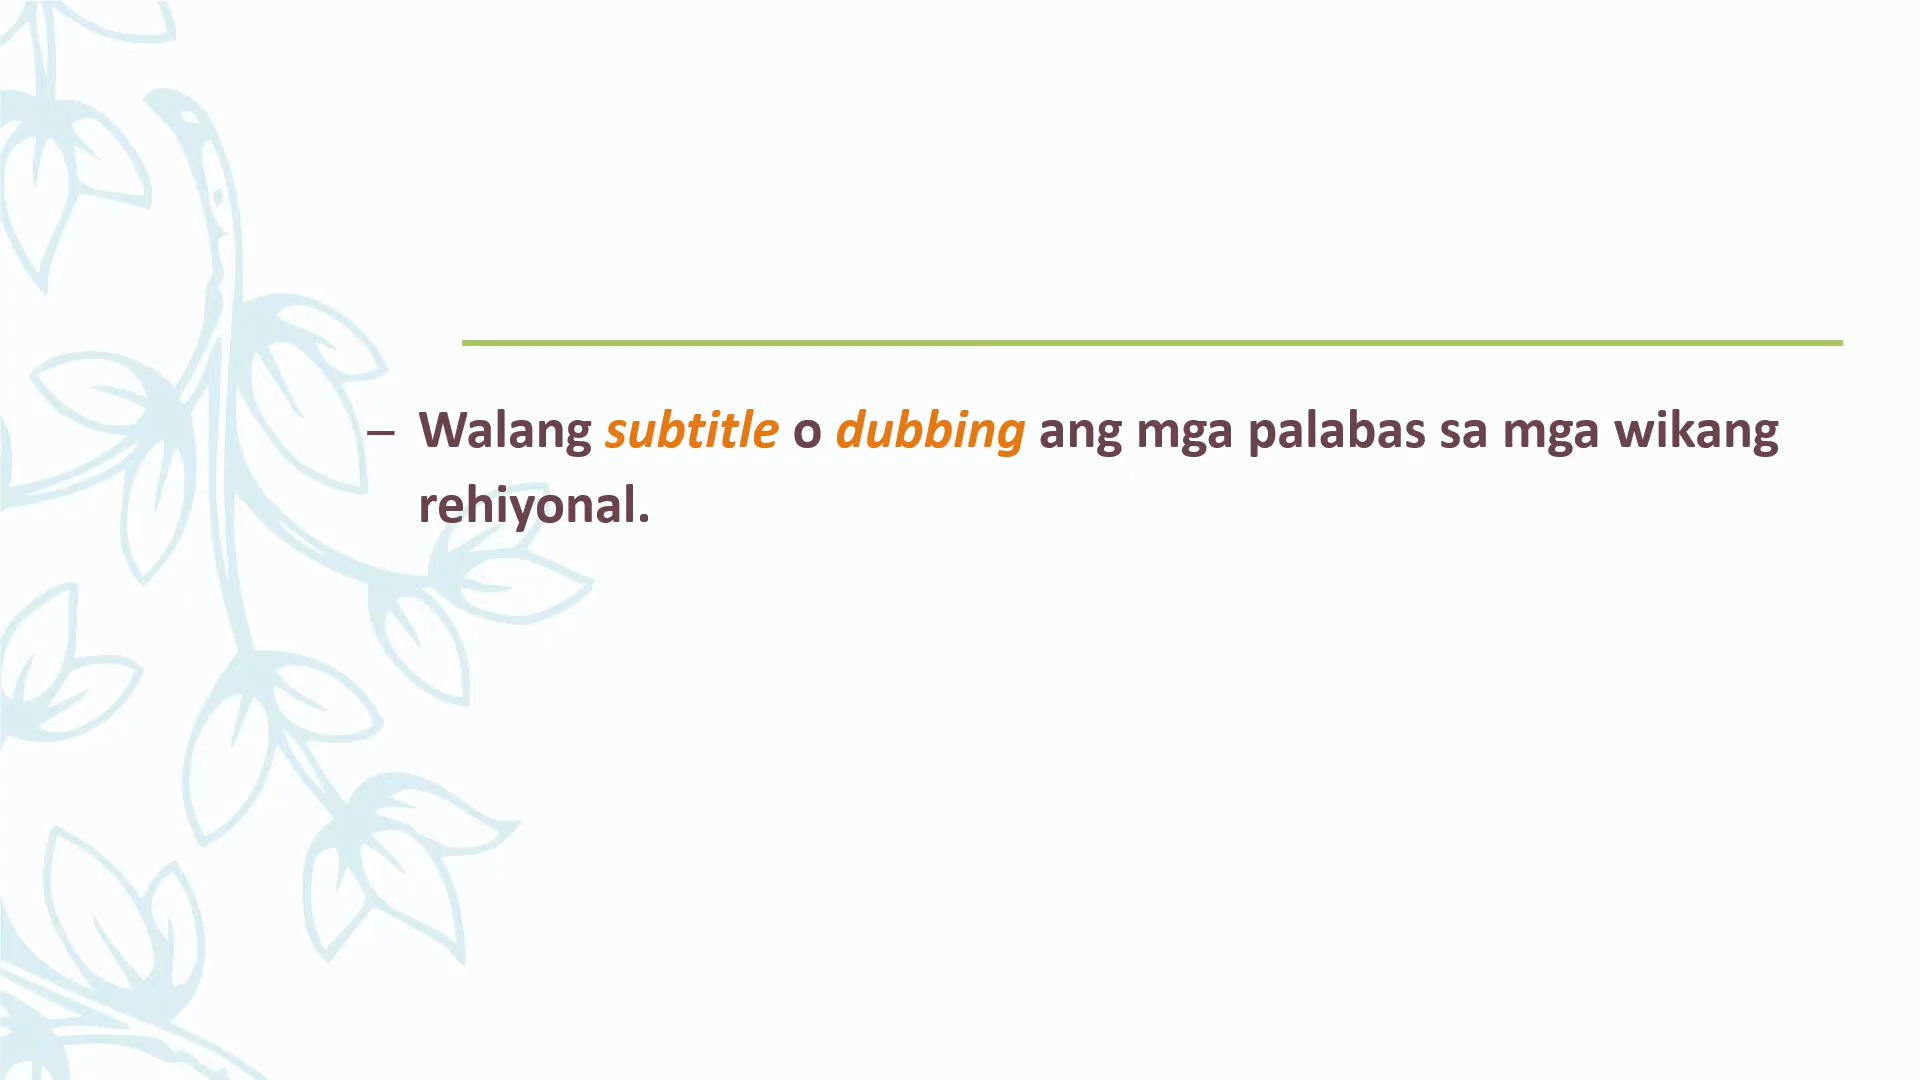 – Walang subtitle o dubbing ang mga palabas sa mga wikang
rehiyonal.